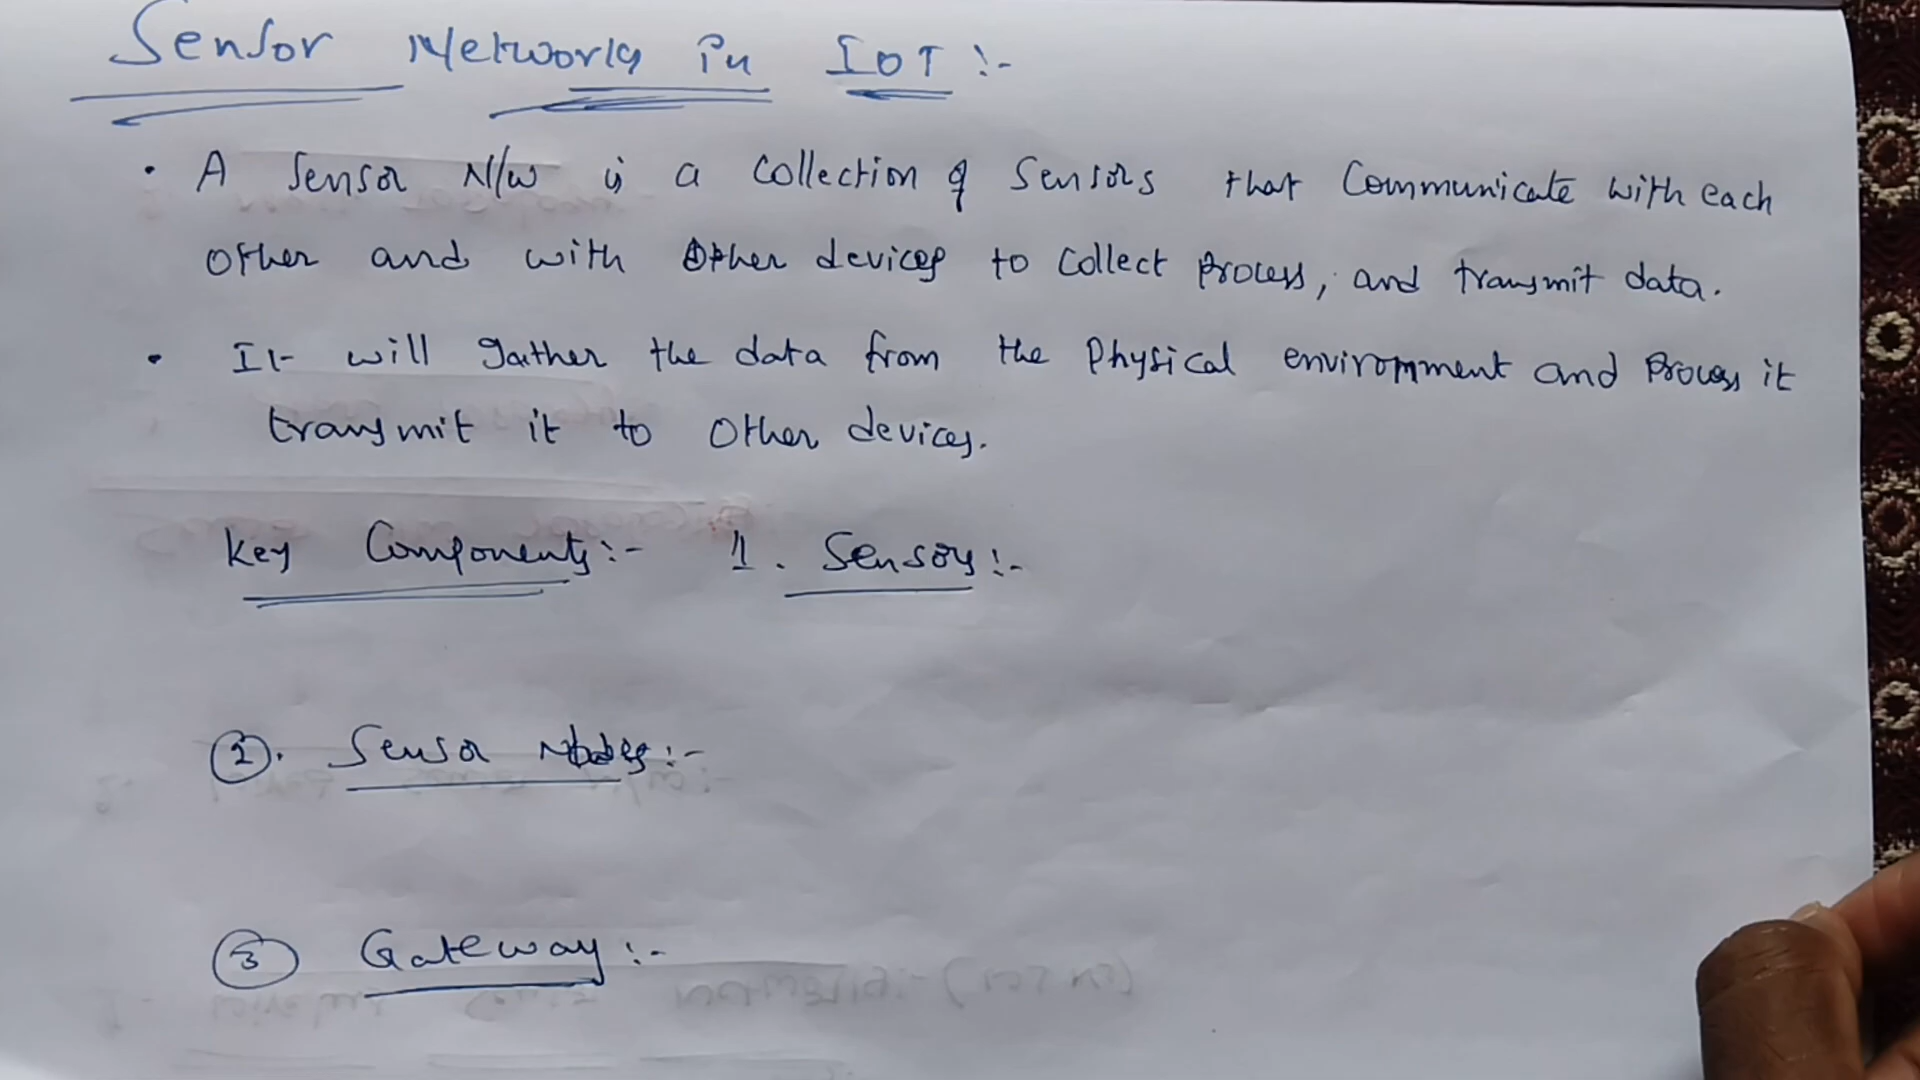 Sensor Networks in IOT :-
• A Sensor N/W is a Collection of Sensors that Communicate with each
other and with Other devices to collect Process, and transmit data.
• It will gather the data from the Physical enviromment and Process it
transmit it to Other devices.
Key Components:- 1. Sensors:-
2. Sensor Nodes:-
3 Gateway:-